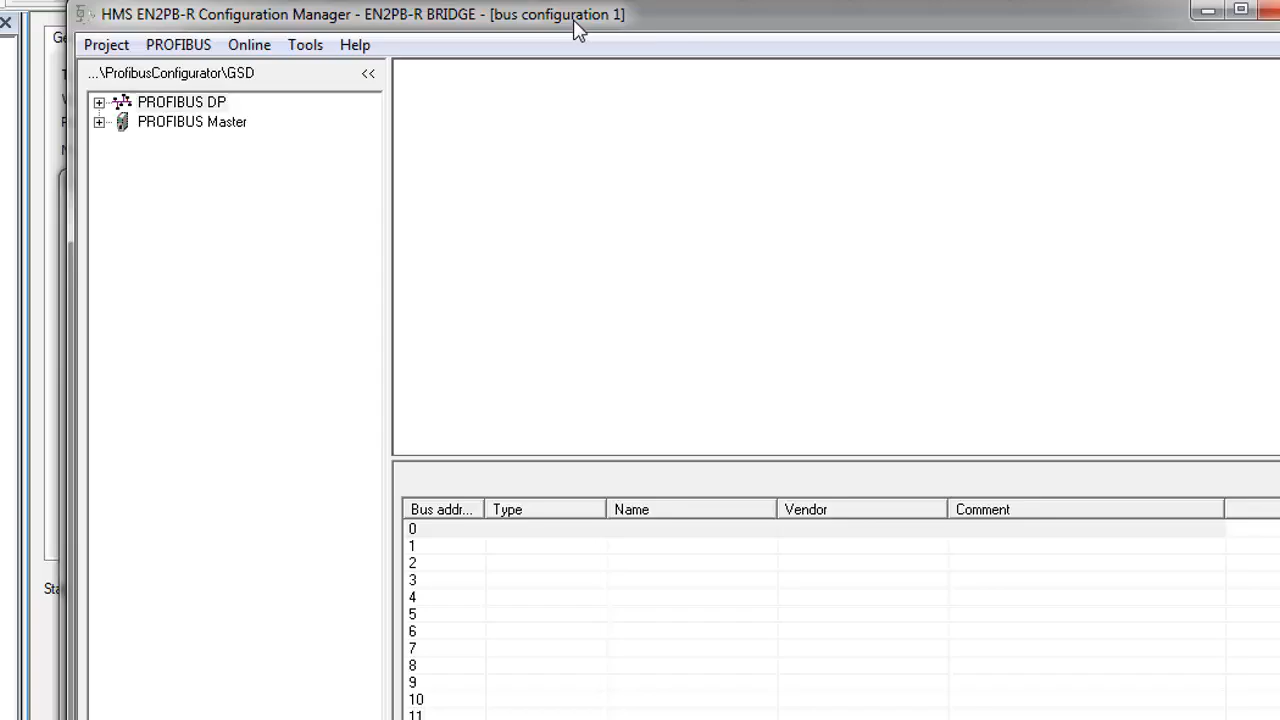 HMS EN2PB-R Configuration Manager - EN2PB-R BRIDGE - [bus configuration 1]
Project PROFIBUS Online Tools Help
...\ProfibusConfigurator\GSD <<
PROFIBUS DP
PROFIBUS Master
Bus addr... Type Name Vendor Comment
0
1
2
3
4
5
6
7
8
9
10
11